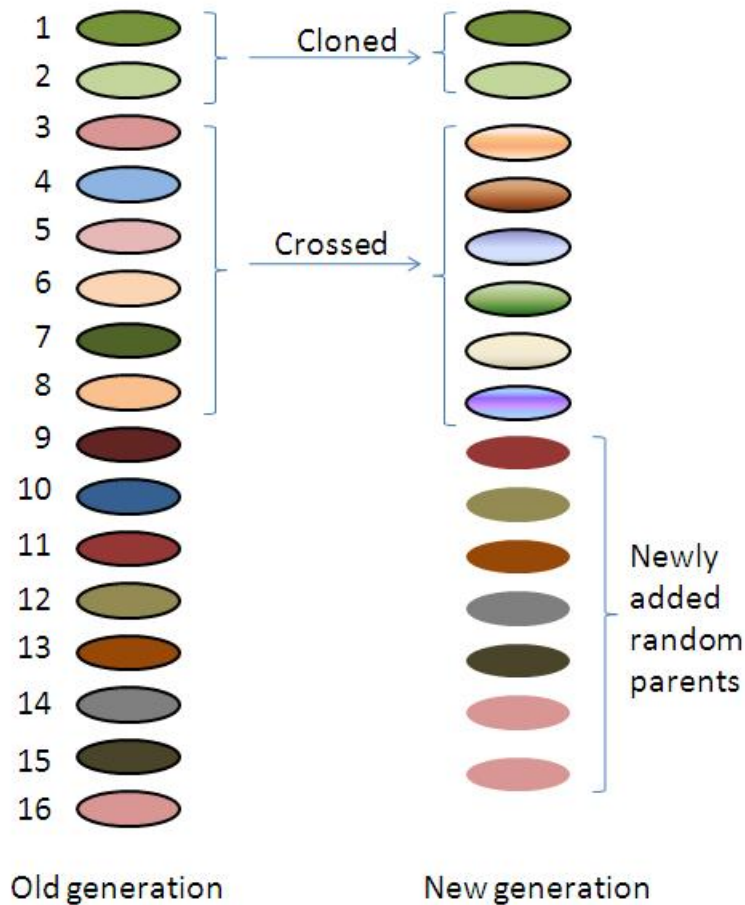 1
Cloned
2
3
4
5
Crossed
6
7
8
9
10
11
Newly
12
added
13
random
14
parents
15
16
Old generation
New generation